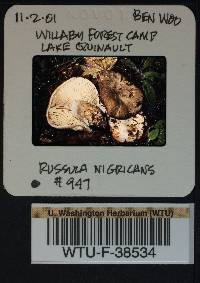 11-2-01 BEN WOO
WILLABY FOREST CAMP
LAKE QUINAULT
RUSSULA NIGRICANS
#947
U. Washington Herbarium (WTU)
WTU-F-38534